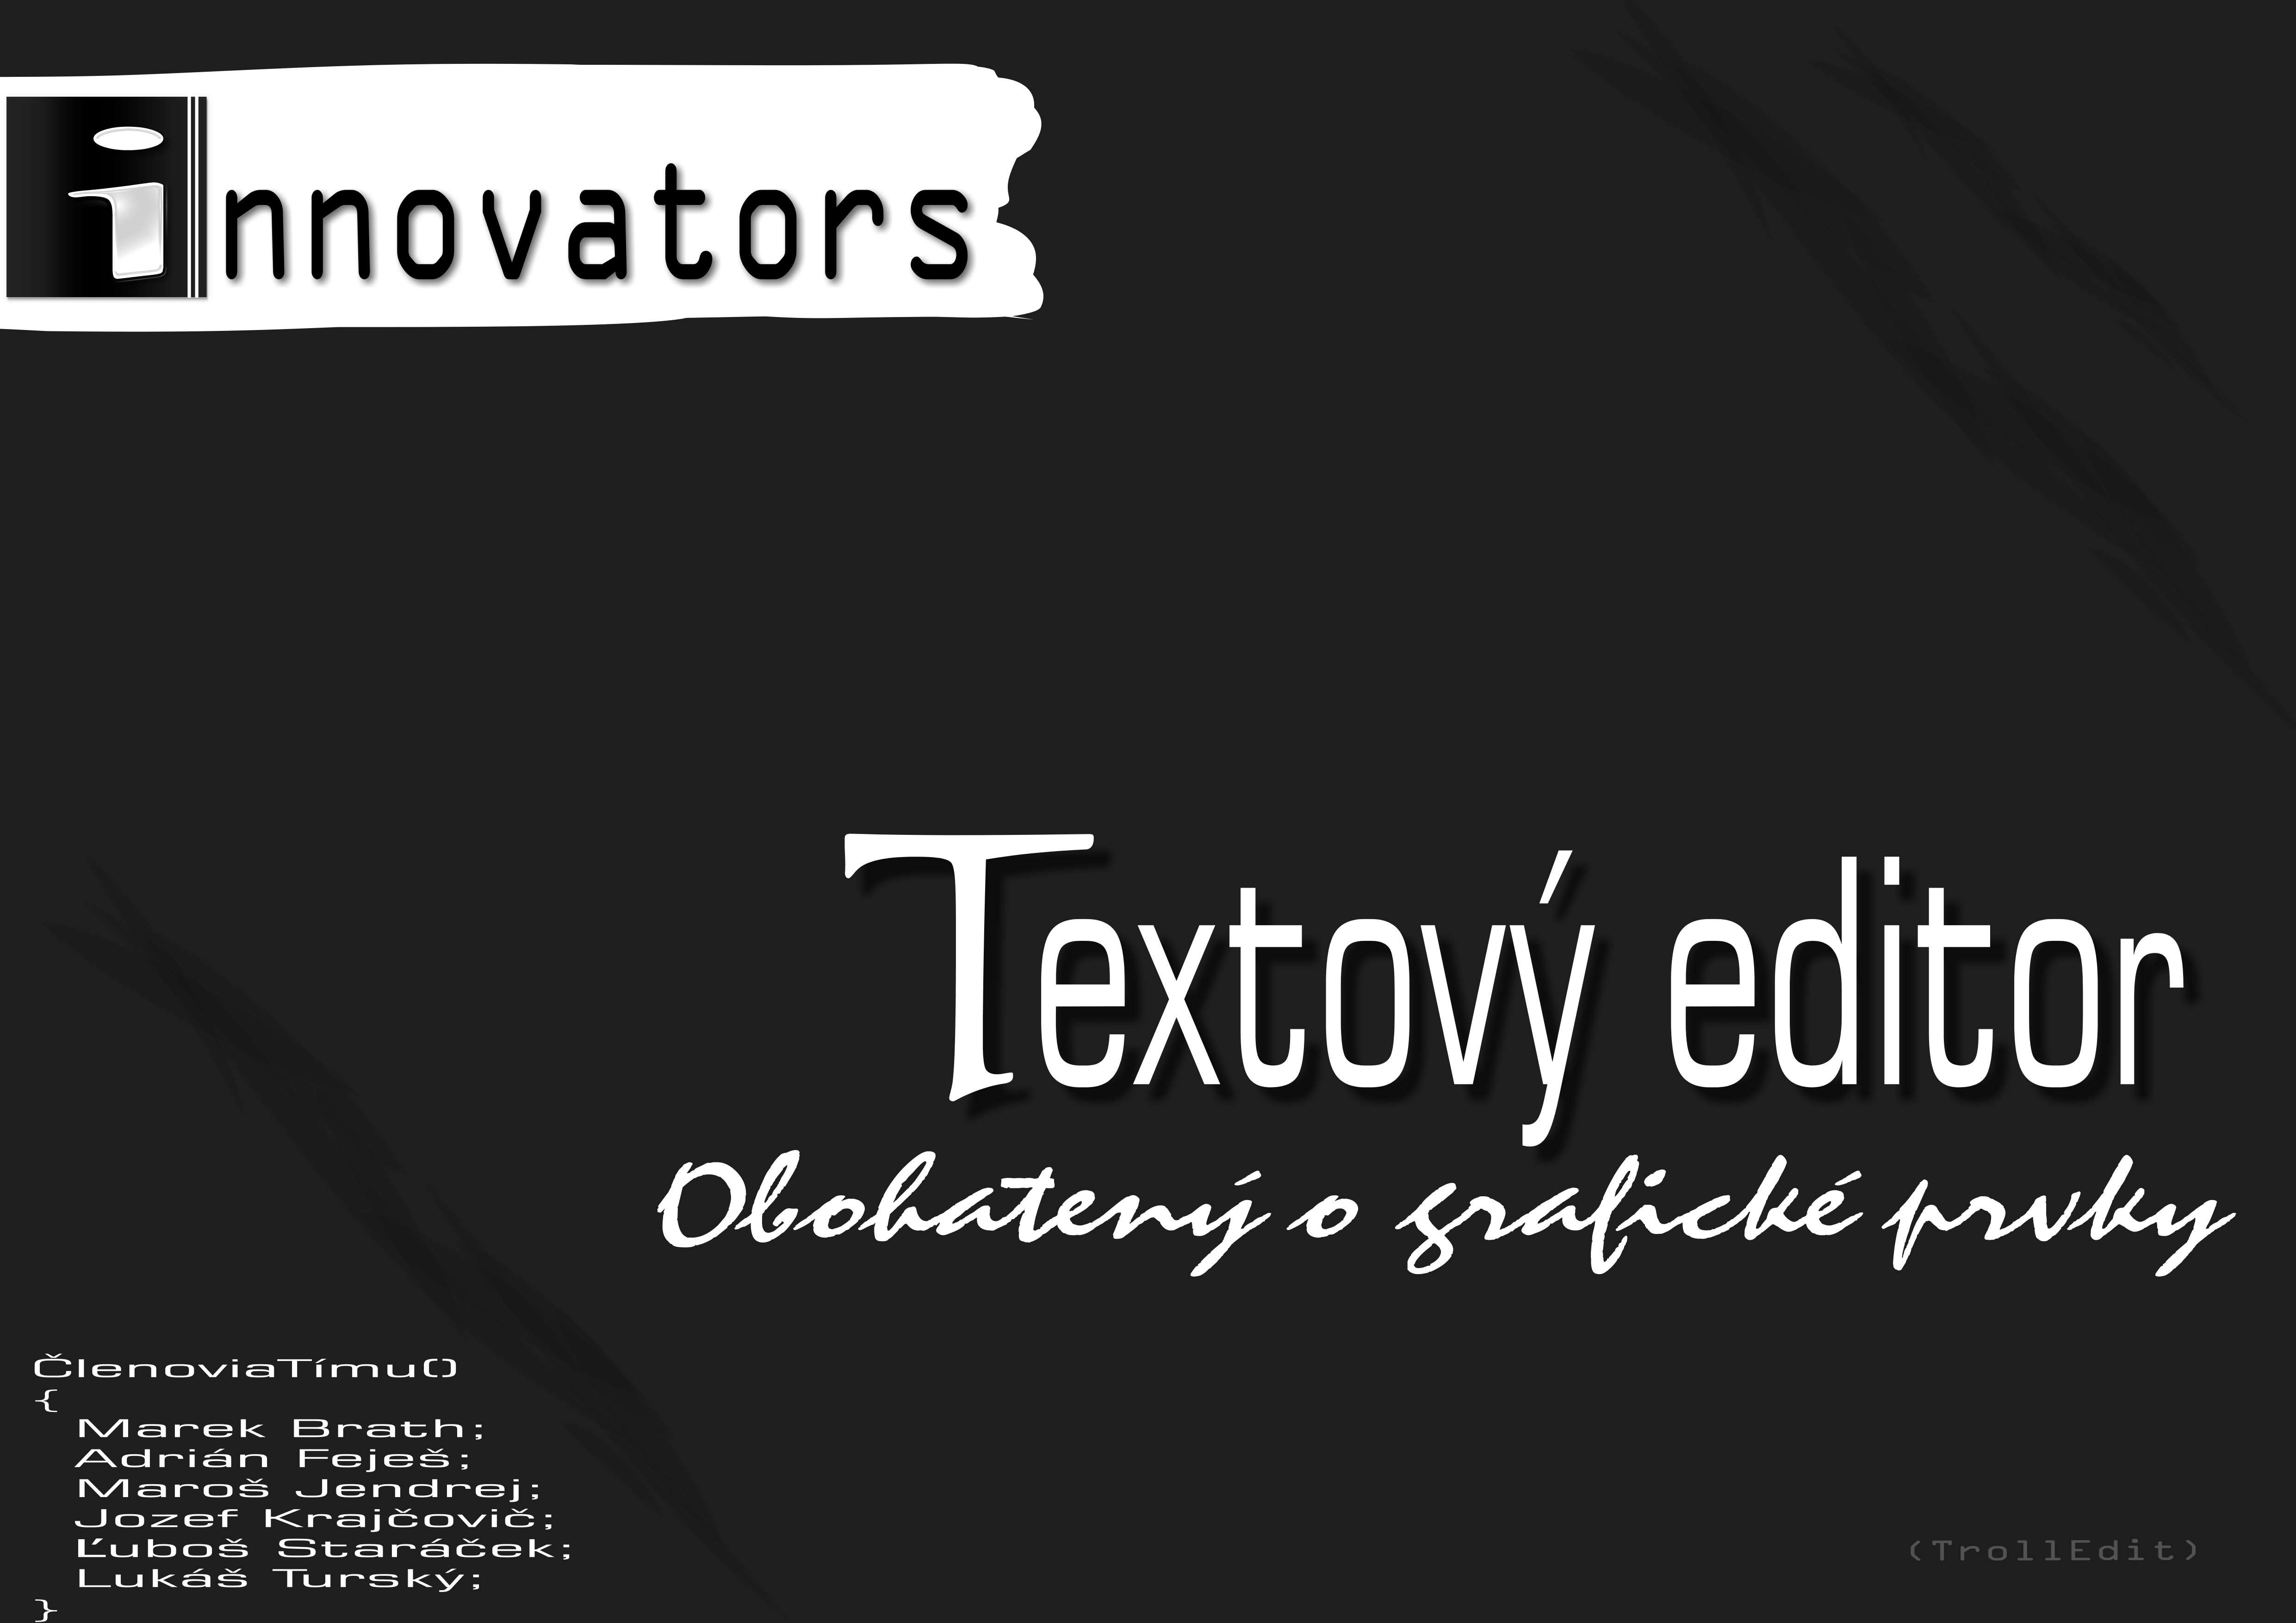 innovators
Textový editor
Obohatený o grafické prvky
ČlenoviaTímu()
{
Marek Brath;
Adrián Feješ;
Maroš Jendrej;
Jozef Krajčovič;
Ľuboš Staráček;
Lukáš Turský;
}
(TrollEdit)